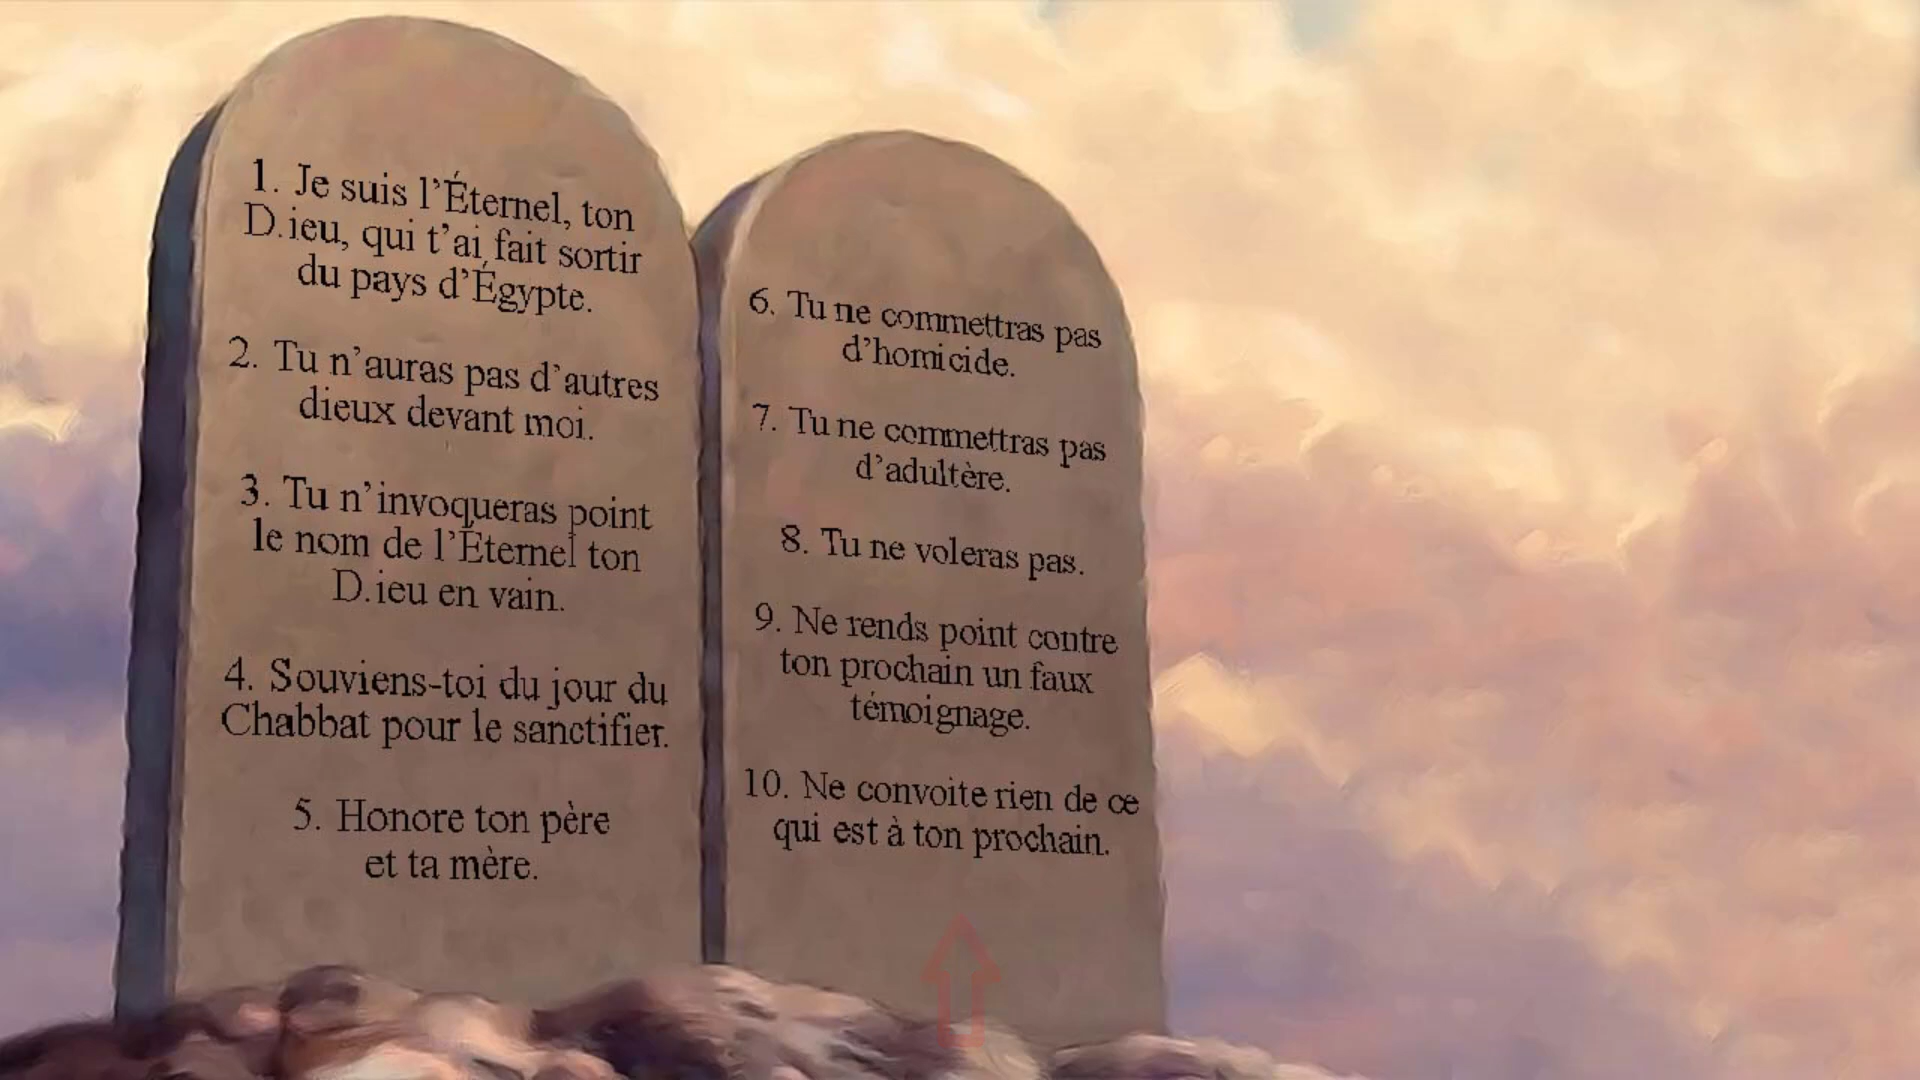 1. Je suis l’Éternel, ton
D.ieu, qui t’ai fait sortir
du pays d’Égypte.
2. Tu n’auras pas d’autres
dieux devant moi.
3. Tu n’invoqueras point
le nom de l’Éternel ton
D.ieu en vain.
4. Souviens-toi du jour du
Chabbat pour le sanctifier.
5. Honore ton père
et ta mère.
6. Tu ne commettras pas
d’homicide.
7. Tu ne commettras pas
d’adultère.
8. Tu ne voleras pas.
9. Ne rends point contre
ton prochain un faux
témoignage.
10. Ne convoite rien de ce
qui est à ton prochain.